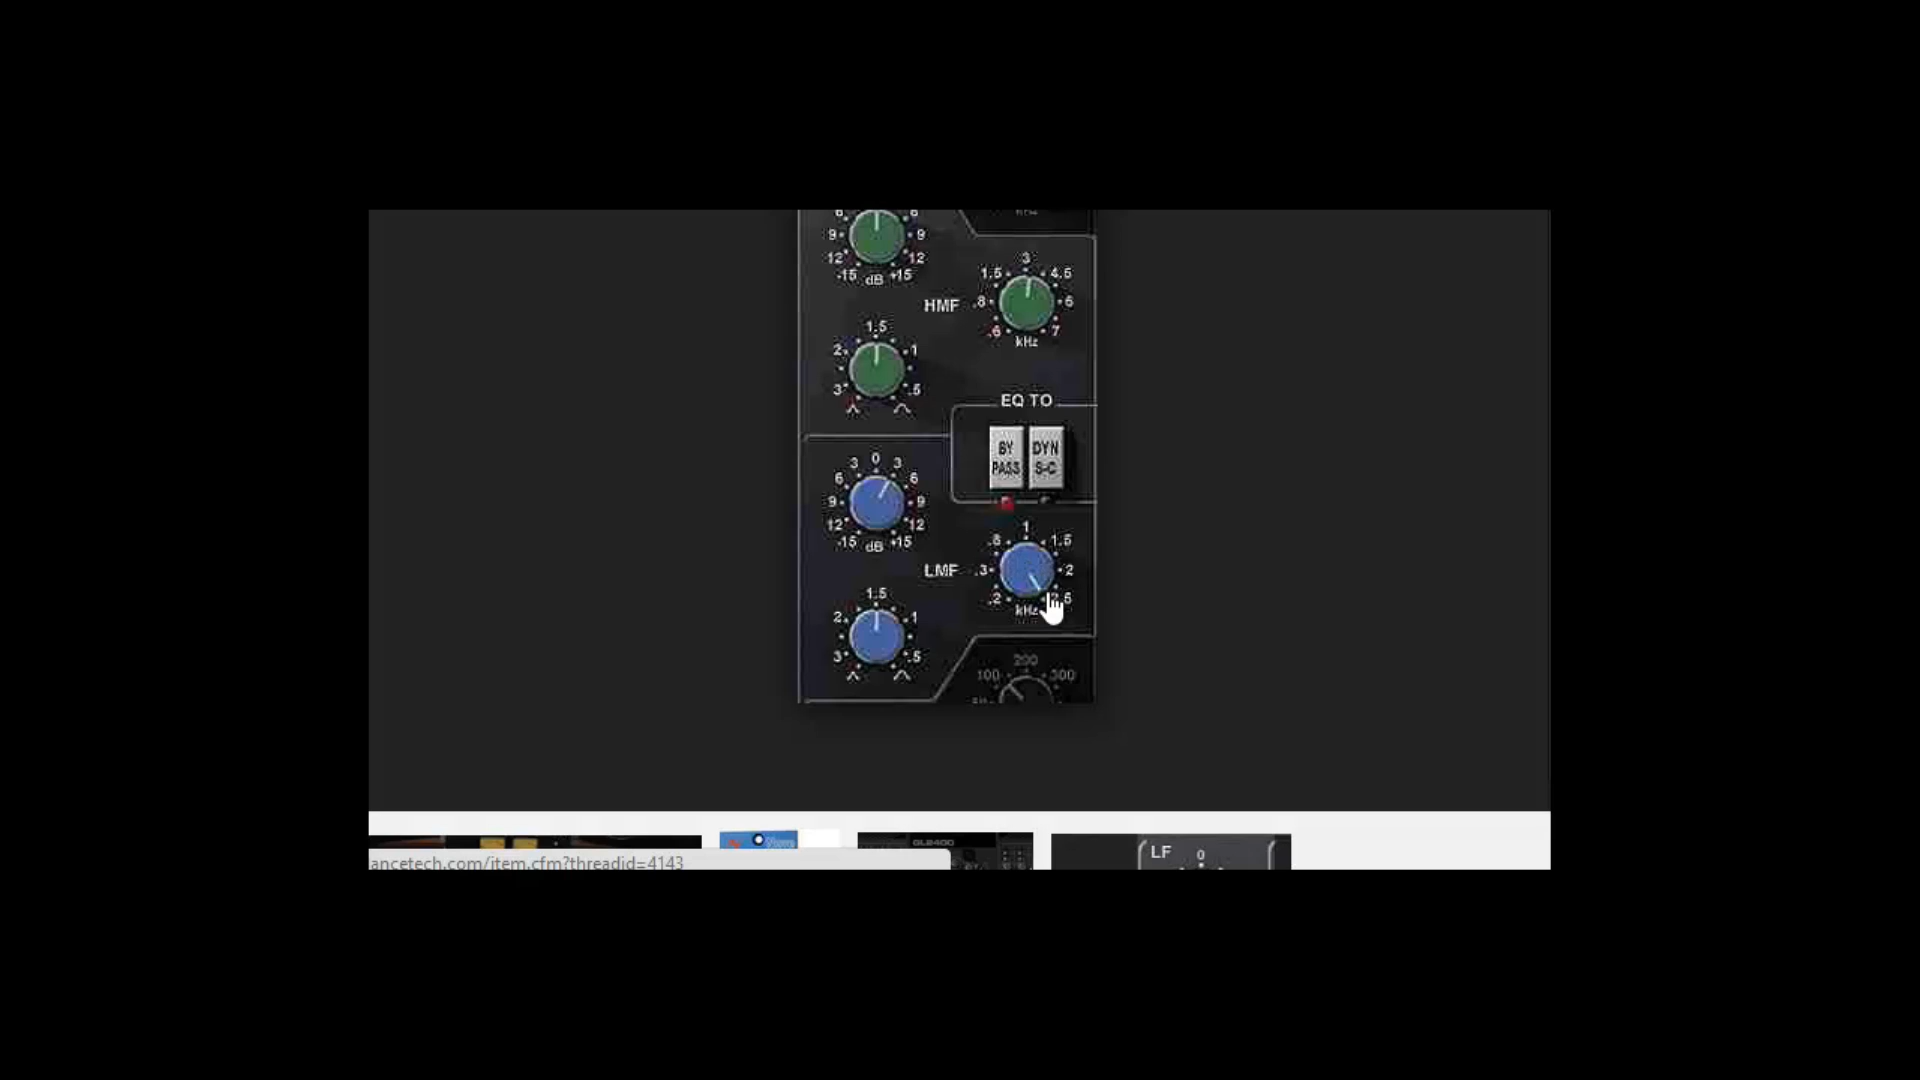 6 6
9 9
12 12
-15 dB +15
HMF
3
1.5 4.5
.8 6
.6 7
kHz
1.5
2 1
3 .5
EQ TO
BY PASS DYN S-C
0
3 3
6 6
9 9
12 12
-15 dB +15
LMF
1
.8 1.5
.3 2
.2
kHz
1.5
2 1
3 .5
200
100 300
GL2400
LF 0
ancetech.com/item.cfm?threadid=4143